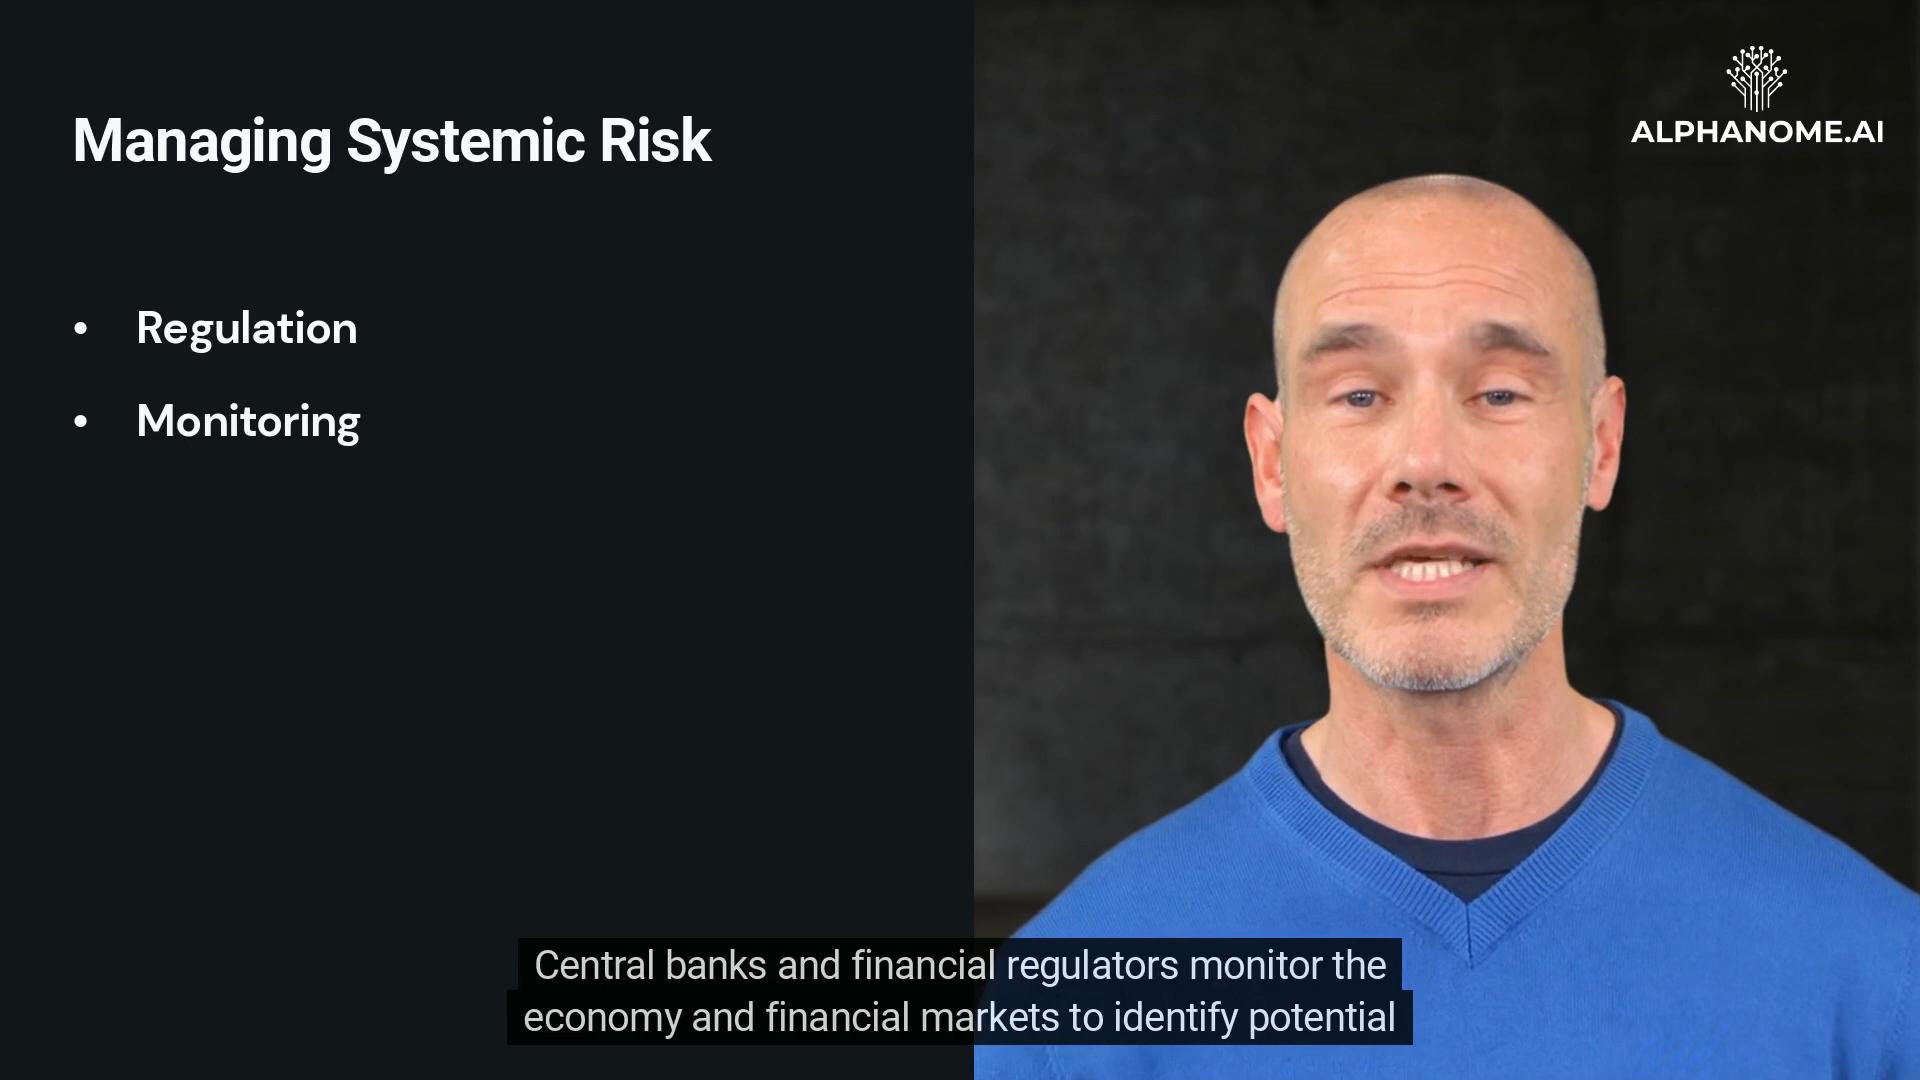 Managing Systemic Risk
• Regulation
• Monitoring
ALPHANOME.AI
Central banks and financial regulators monitor the
economy and financial markets to identify potential